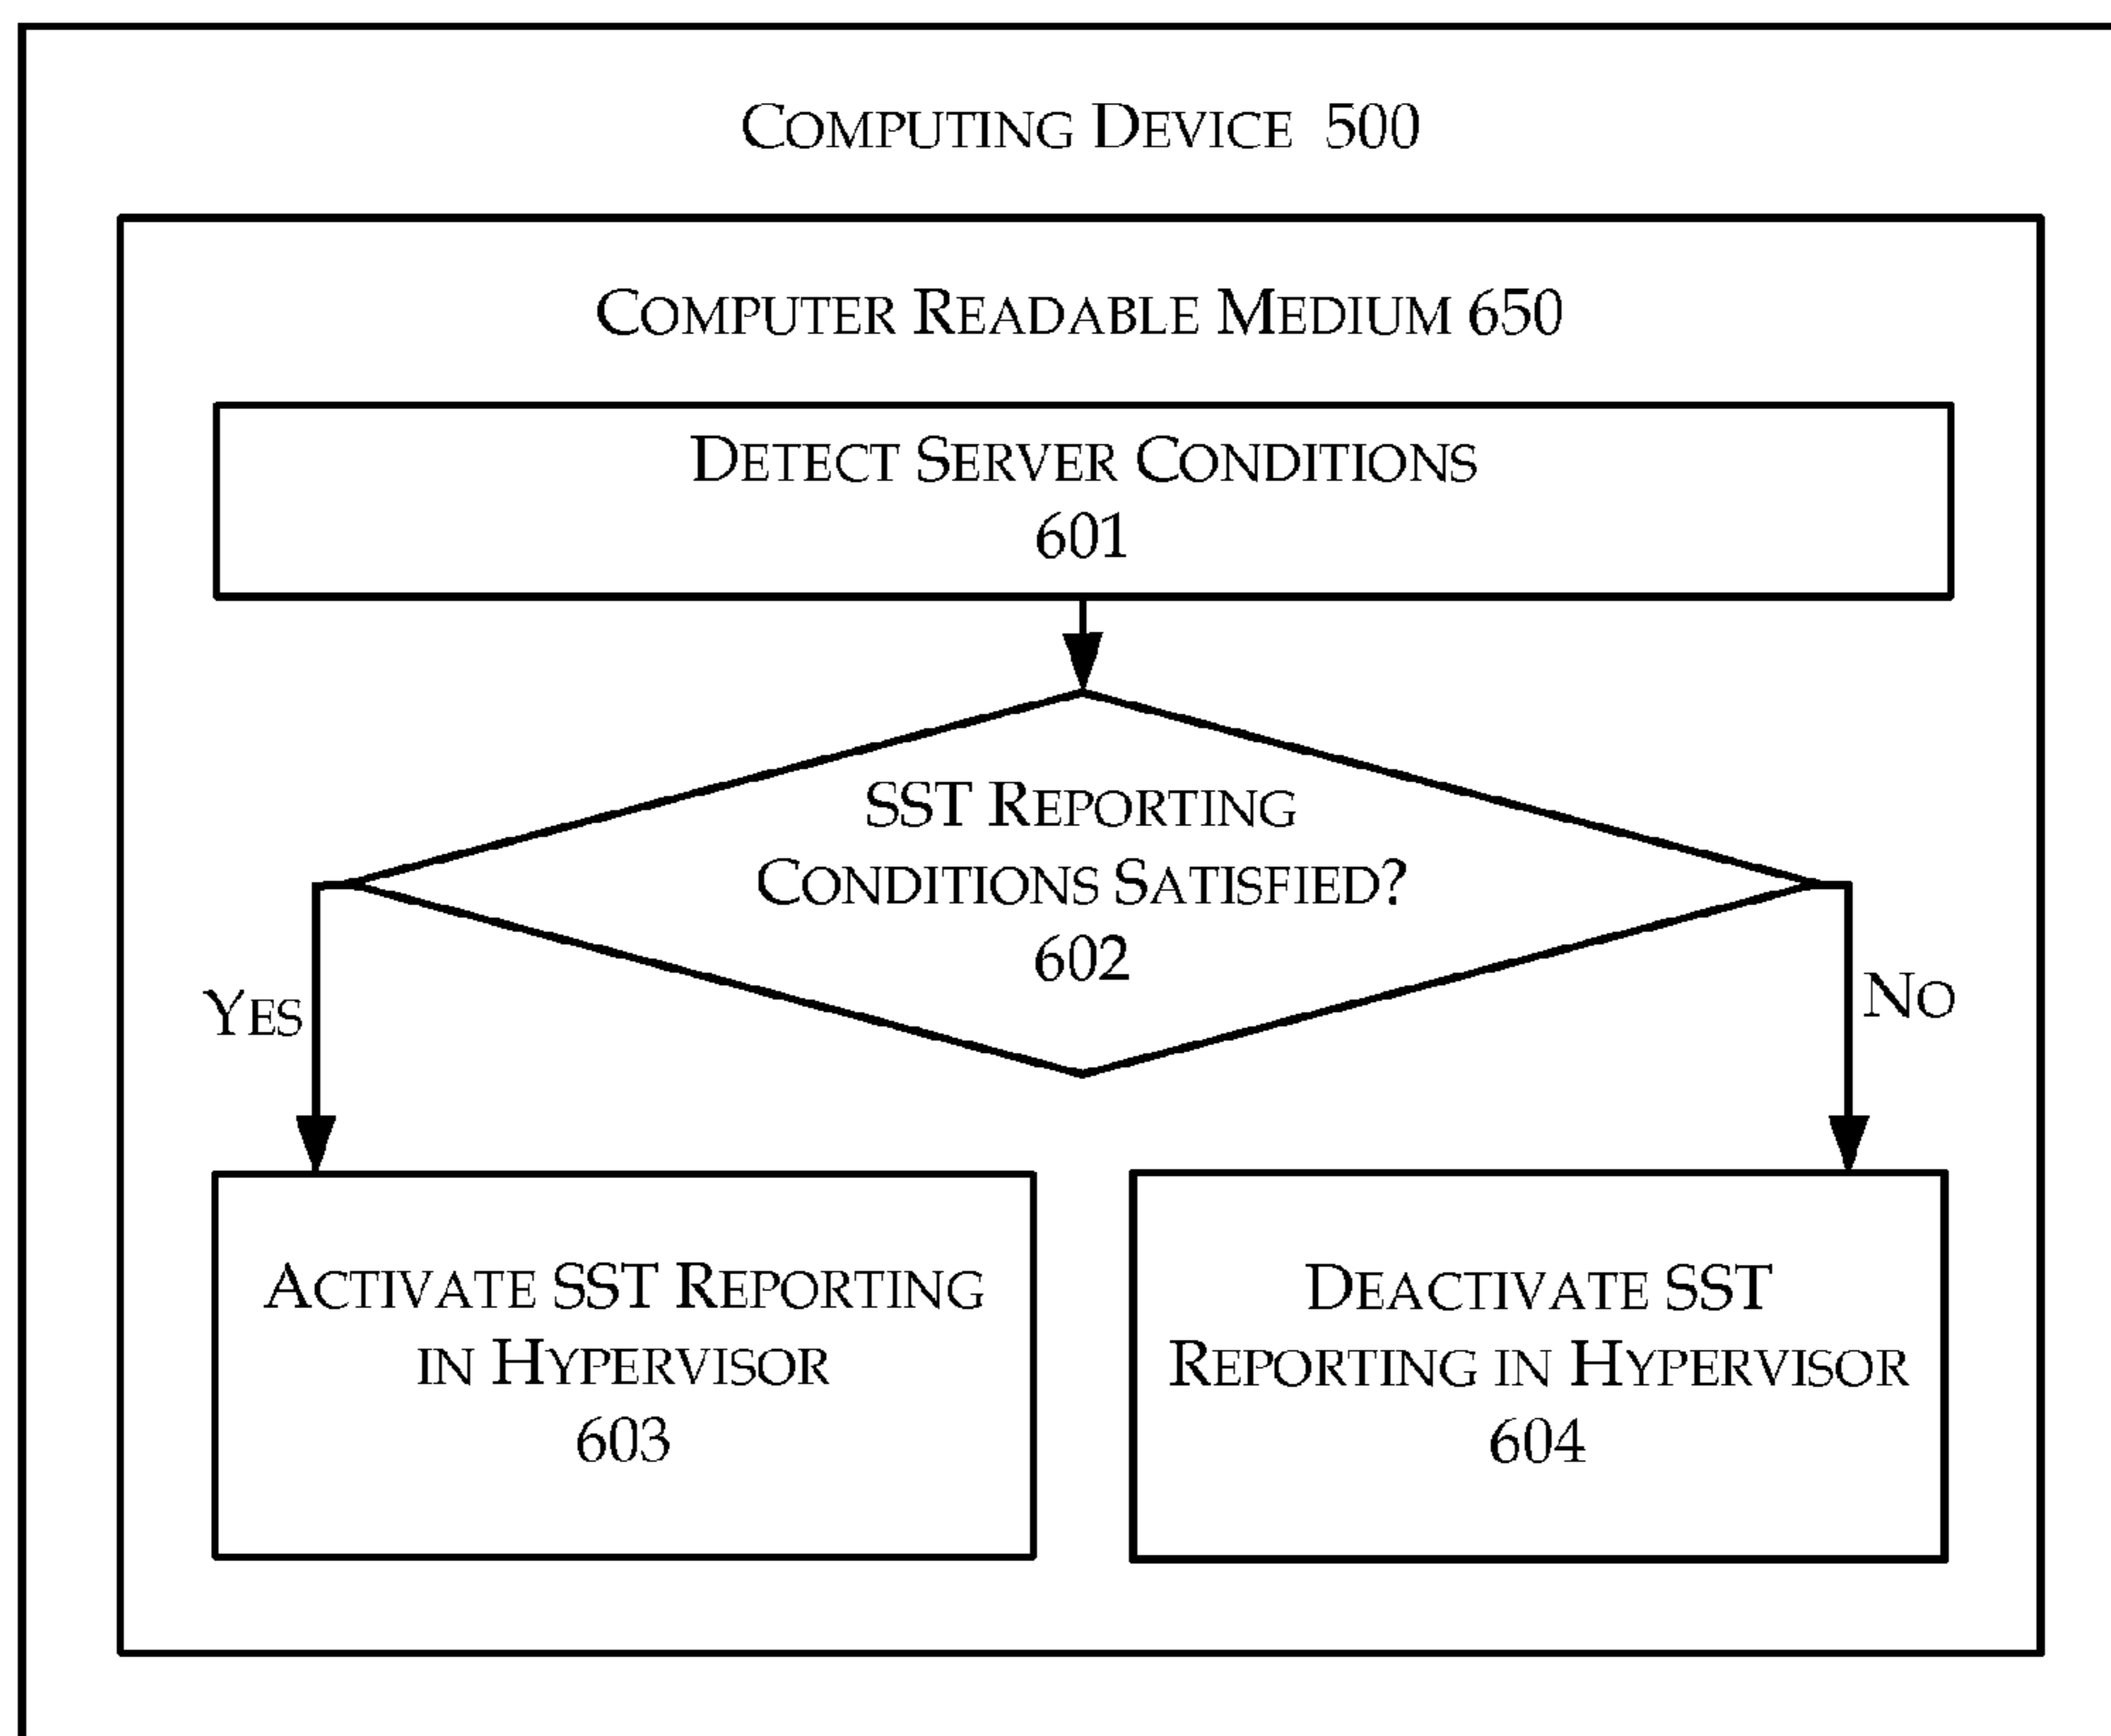 COMPUTING DEVICE 500
COMPUTER READABLE MEDIUM 650
DETECT SERVER CONDITIONS
601
SST REPORTING
CONDITIONS SATISFIED?
602
YES
NO
ACTIVATE SST REPORTING
IN HYPERVISOR
603
DEACTIVATE SST
REPORTING IN HYPERVISOR
604